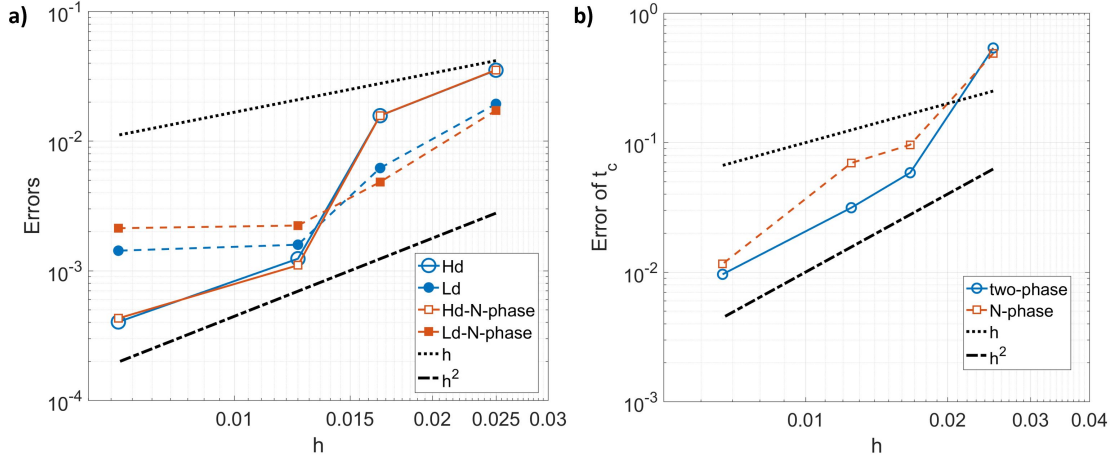 a)
10^-1
10^-2
10^-3
10^-4
Errors
0.01
0.015
0.020
0.025
0.03
h
Hd
Ld
Hd-N-phase
Ld-N-phase
h
h^2
b)
10^0
10^-1
10^-2
10^-3
Error of t_c
0.01
0.02
0.03
0.04
h
two-phase
N-phase
h
h^2